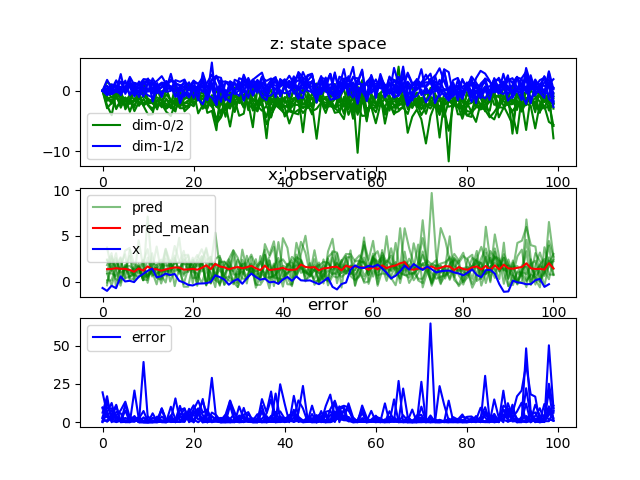 z: state space
0
−10
dim-0/2
dim-1/2
0 20 40 60 80 100
x: observation
10
5
0
pred
pred_mean
x
0 20 40 60 80 100
error
50
25
0
error
0 20 40 60 80 100